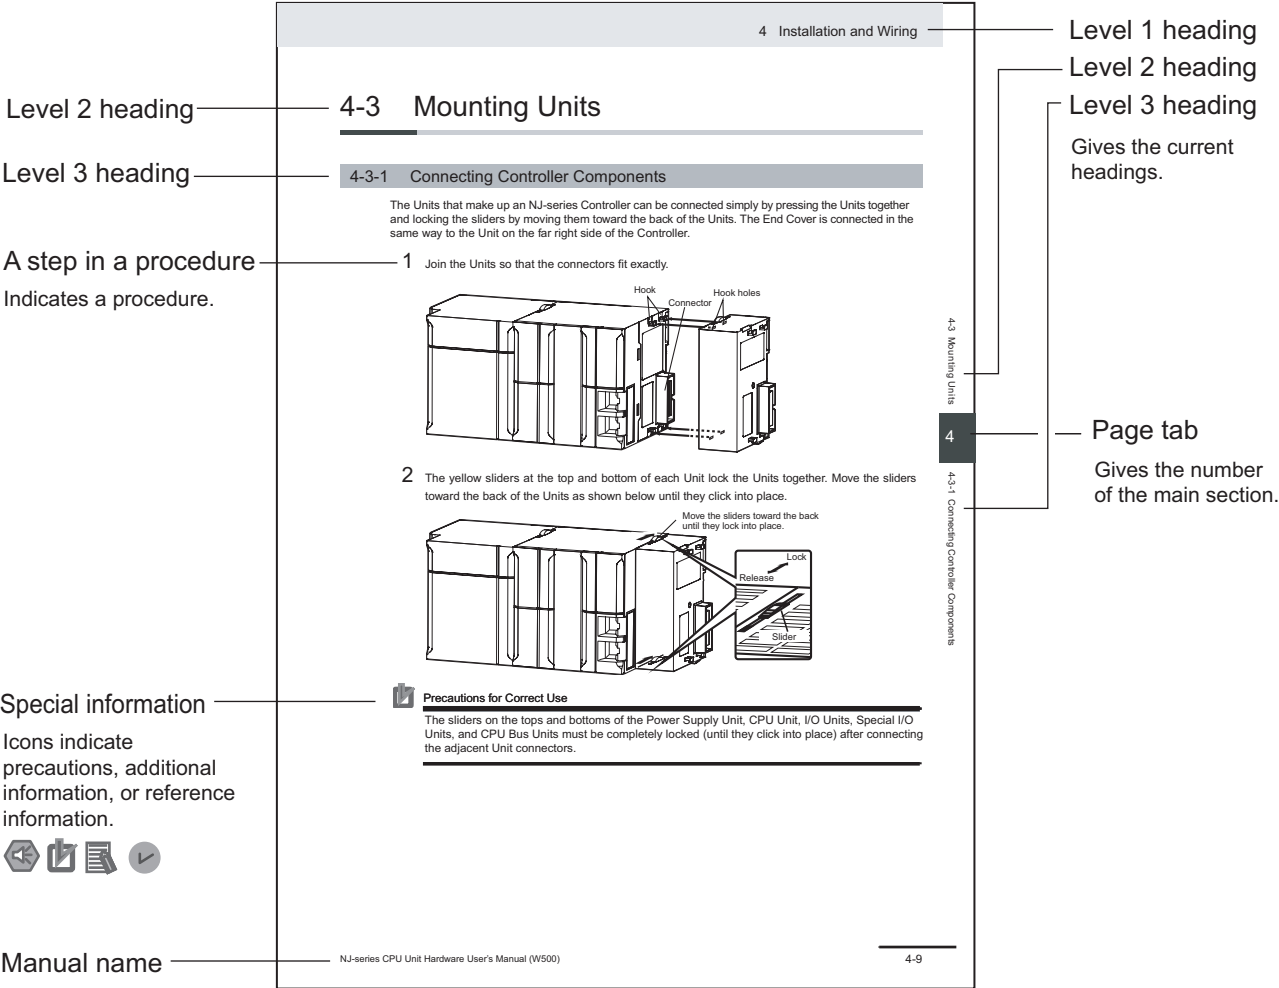 4 Installation and Wiring
Level 1 heading
Level 2 heading
Level 3 heading
Gives the current
headings.
Level 2 heading
4-3 Mounting Units
Level 3 heading
4-3-1 Connecting Controller Components
The Units that make up an NJ-series Controller can be connected simply by pressing the Units together
and locking the sliders by moving them toward the back of the Units. The End Cover is connected in the
same way to the Unit on the far right side of the Controller.
A step in a procedure
Indicates a procedure.
1 Join the Units so that the connectors fit exactly.
Hook
Connector
Hook holes
4-3 Mounting Units
4
Page tab
Gives the number
of the main section.
4-3-1 Connecting Controller Components
2 The yellow sliders at the top and bottom of each Unit lock the Units together. Move the sliders
toward the back of the Units as shown below until they click into place.
Move the sliders toward the back
until they lock into place.
Lock
Release
Slider
Special information
Icons indicate
precautions, additional
information, or reference
information.
Precautions for Correct Use
The sliders on the tops and bottoms of the Power Supply Unit, CPU Unit, I/O Units, Special I/O
Units, and CPU Bus Units must be completely locked (until they click into place) after connecting
the adjacent Unit connectors.
Manual name
NJ-series CPU Unit Hardware User's Manual (W500)
4-9